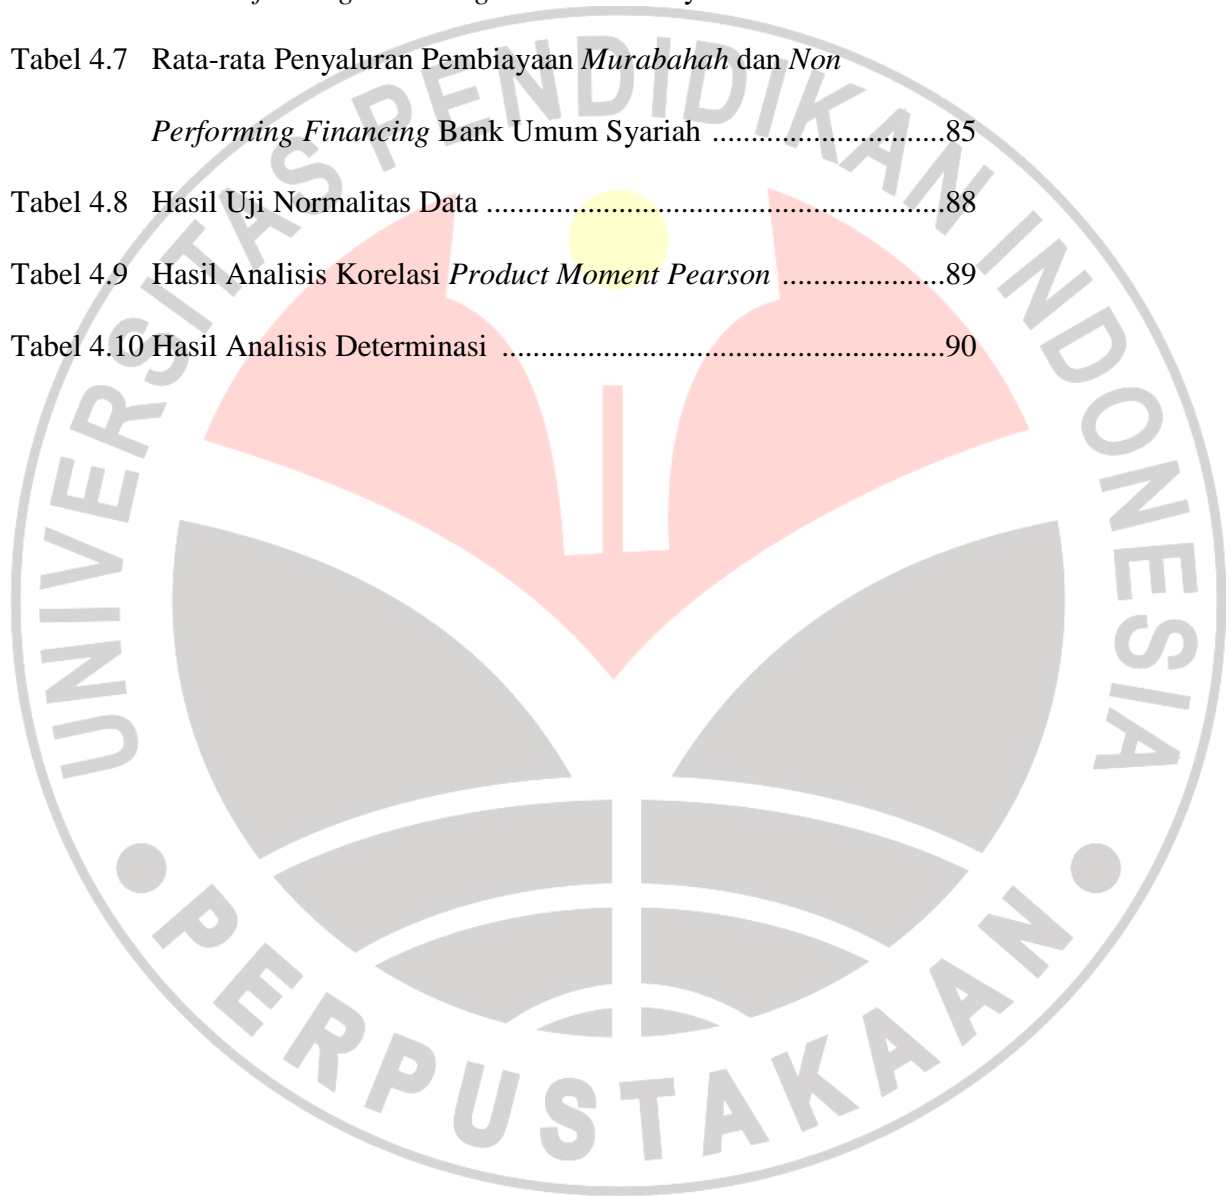 Tabel 4.7 Rata-rata Penyaluran Pembiayaan Murabahah dan Non
Performing Financing Bank Umum Syariah ..............................85
Tabel 4.8 Hasil Uji Normalitas Data ...........................................................88
Tabel 4.9 Hasil Analisis Korelasi Product Moment Pearson .....................89
Tabel 4.10 Hasil Analisis Determinasi .........................................................90
UNIVERSITAS PENDIDIKAN INDONESIA
PERPUSTAKAAN